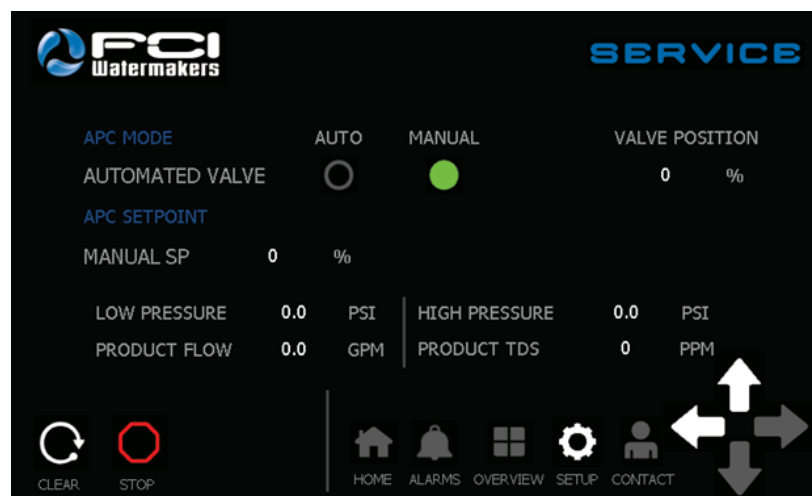 FCI
Watermakers
SERVICE
APC MODE AUTO MANUAL VALVE POSITION
AUTOMATED VALVE 0 %
APC SETPOINT
MANUAL SP 0 %
LOW PRESSURE 0.0 PSI HIGH PRESSURE 0.0 PSI
PRODUCT FLOW 0.0 GPM PRODUCT TDS 0 PPM
CLEAR STOP HOME ALARMS OVERVIEW SETUP CONTACT